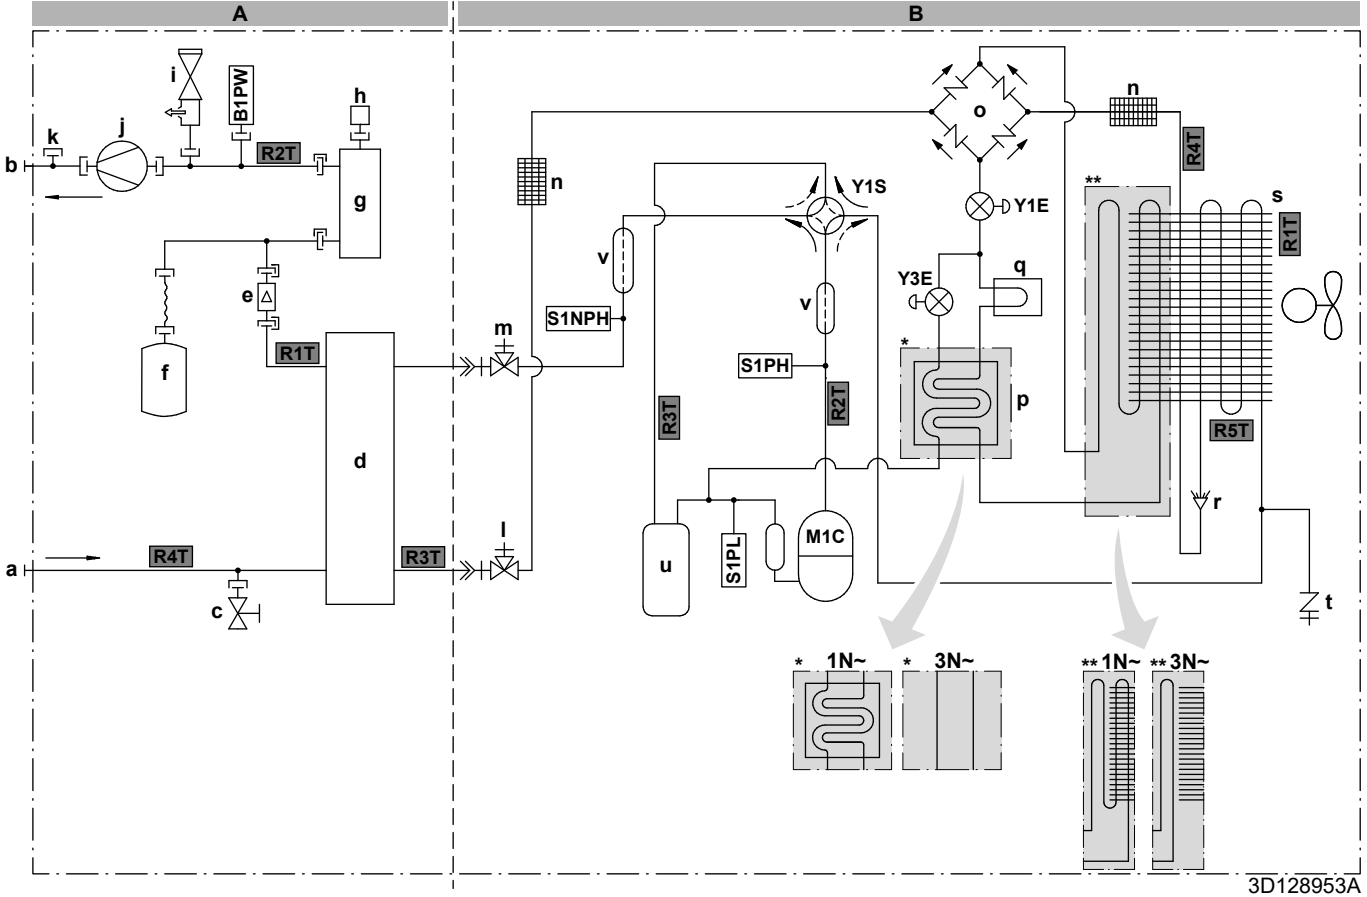 A B
i
B1PW
h
n
k j
R2T
b
o
R4T
n
g
Y1S
**
s
Y1E
R1T
v
q
e
Y3E
v
S1NPH
m
*
R1T
S1PH
f
R3T
R2T
p
R5T
d
l
M1C
r
R4T
R3T
a
u
S1PL
c
t
* 1N~ * 3N~
** 1N~ ** 3N~
3D128953A